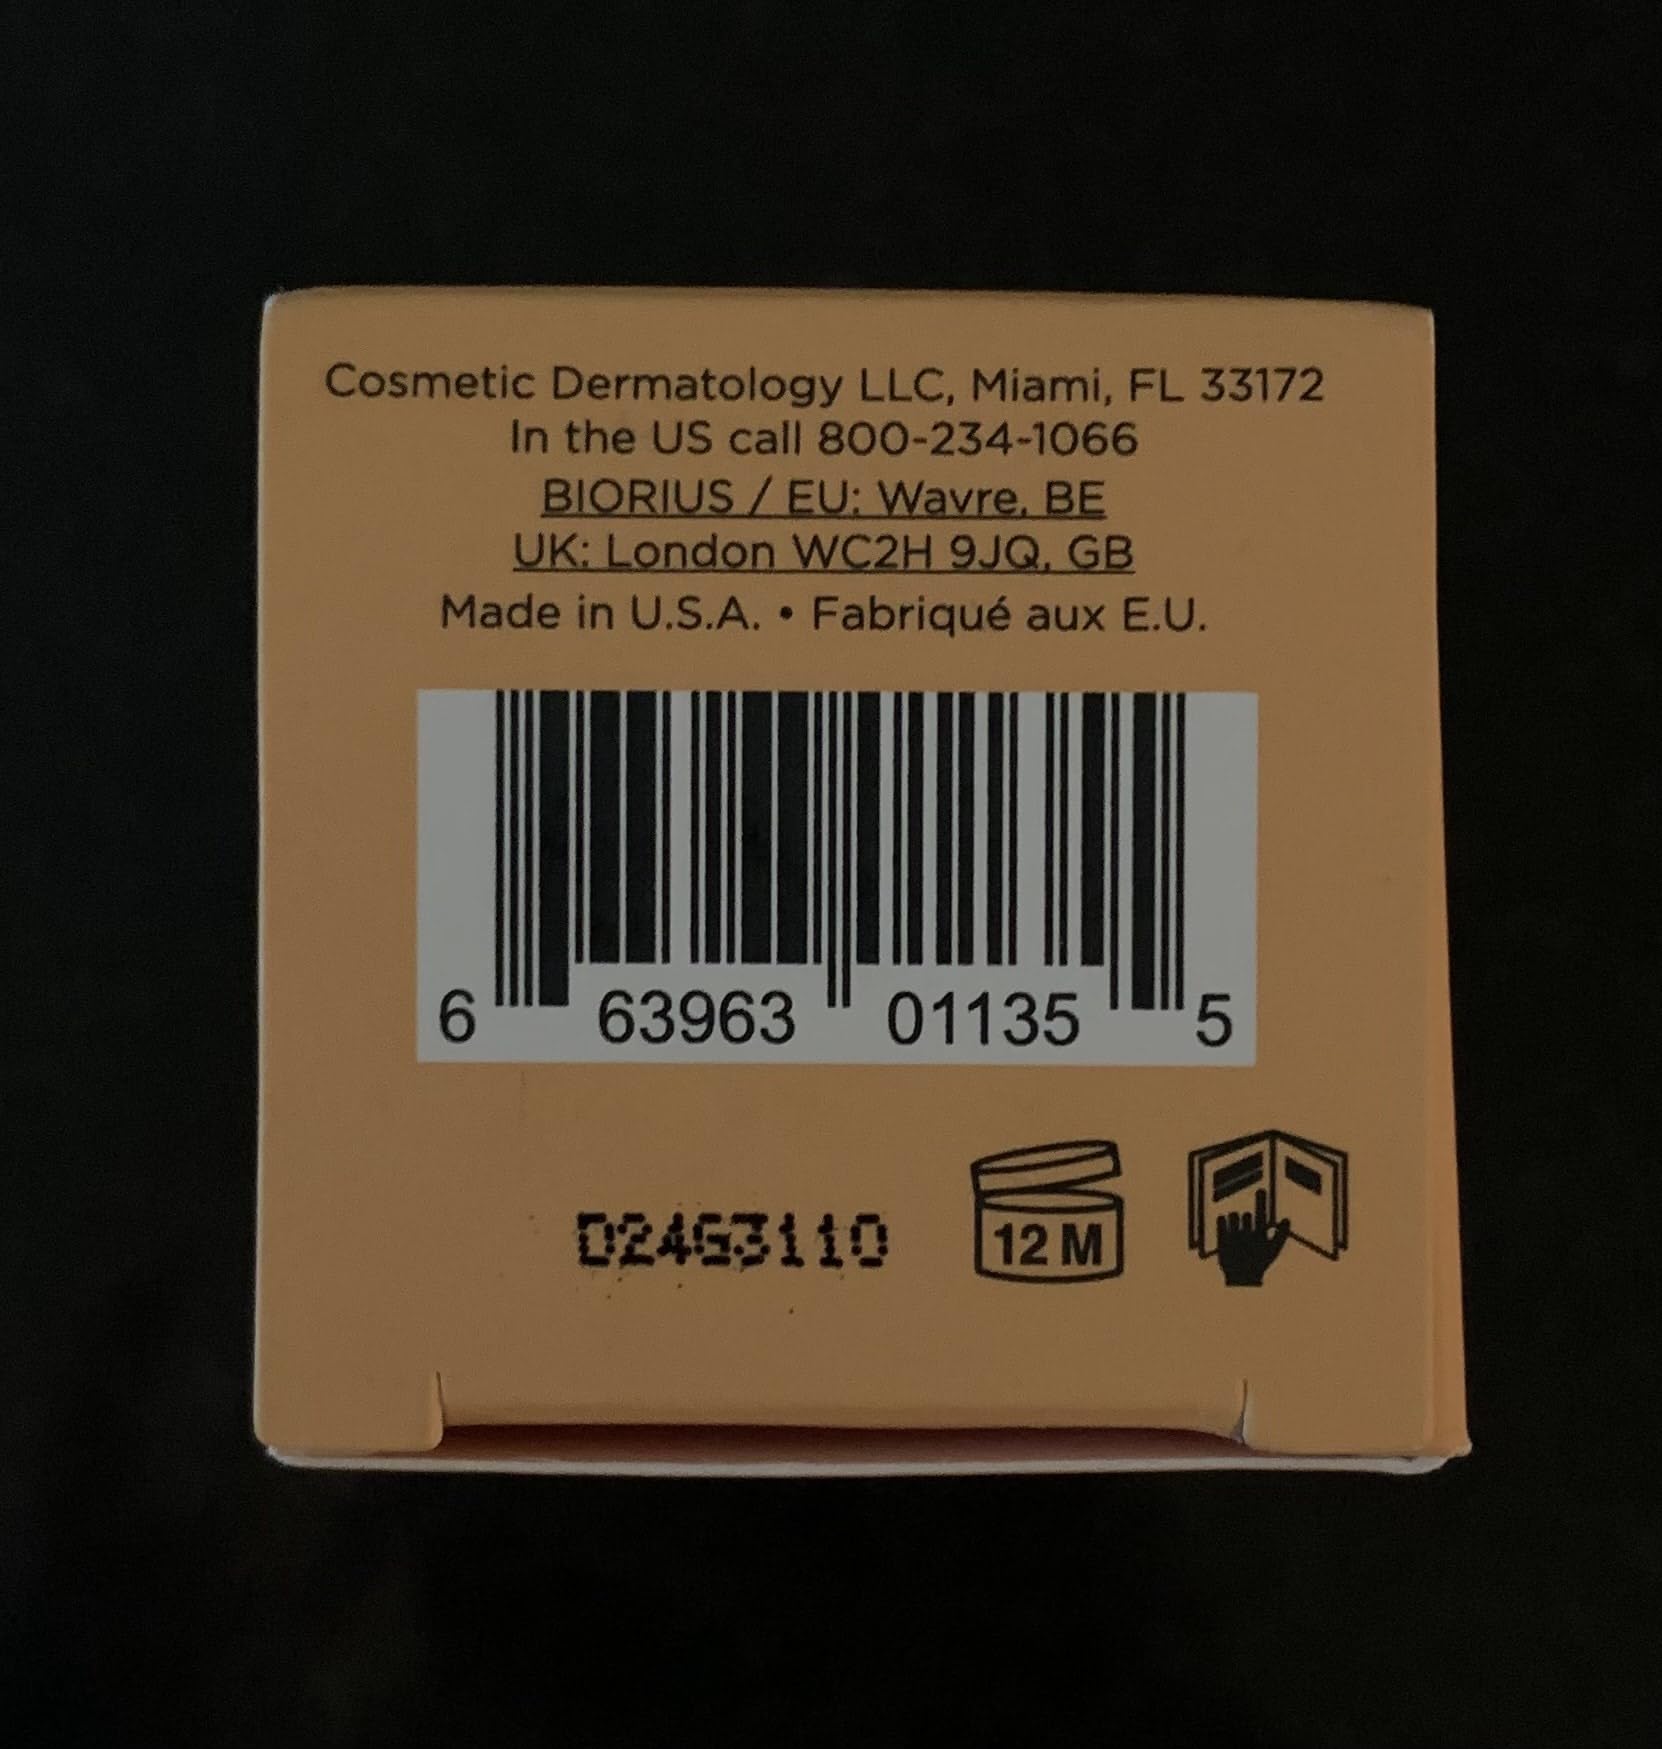 Cosmetic Dermatology LLC, Miami, FL 33172
In the US call 800-234-1066
BIORIUS / EU: Wavre, BE
UK: London WC2H 9JQ, GB
Made in U.S.A. • Fabriqué aux E.U.
6 63963 01135 5
D24G3110
12 M